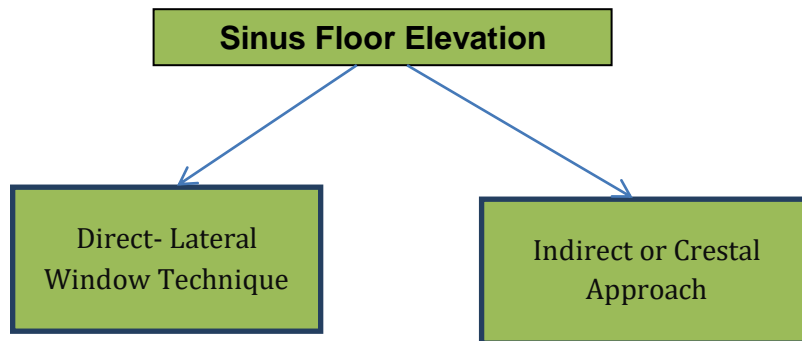 Sinus Floor Elevation
Direct- Lateral
Window Technique
Indirect or Crestal
Approach